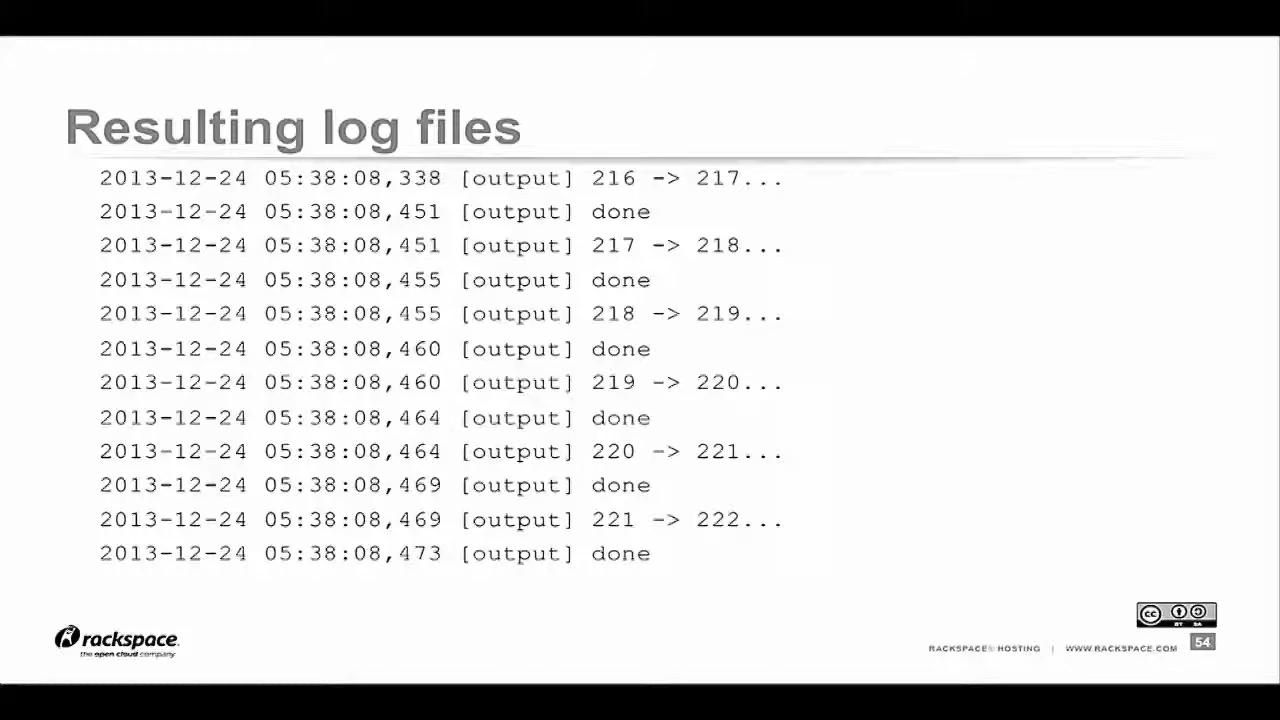 Resulting log files
2013-12-24 05:38:08,338 [output] 216 -> 217...
2013-12-24 05:38:08,451 [output] done
2013-12-24 05:38:08,451 [output] 217 -> 218...
2013-12-24 05:38:08,455 [output] done
2013-12-24 05:38:08,455 [output] 218 -> 219...
2013-12-24 05:38:08,460 [output] done
2013-12-24 05:38:08,460 [output] 219 -> 220...
2013-12-24 05:38:08,464 [output] done
2013-12-24 05:38:08,464 [output] 220 -> 221...
2013-12-24 05:38:08,469 [output] done
2013-12-24 05:38:08,469 [output] 221 -> 222...
2013-12-24 05:38:08,473 [output] done
rackspace.
the open cloud company
cc
BY SA
RACKSPACE® HOSTING | WWW.RACKSPACE.COM
54